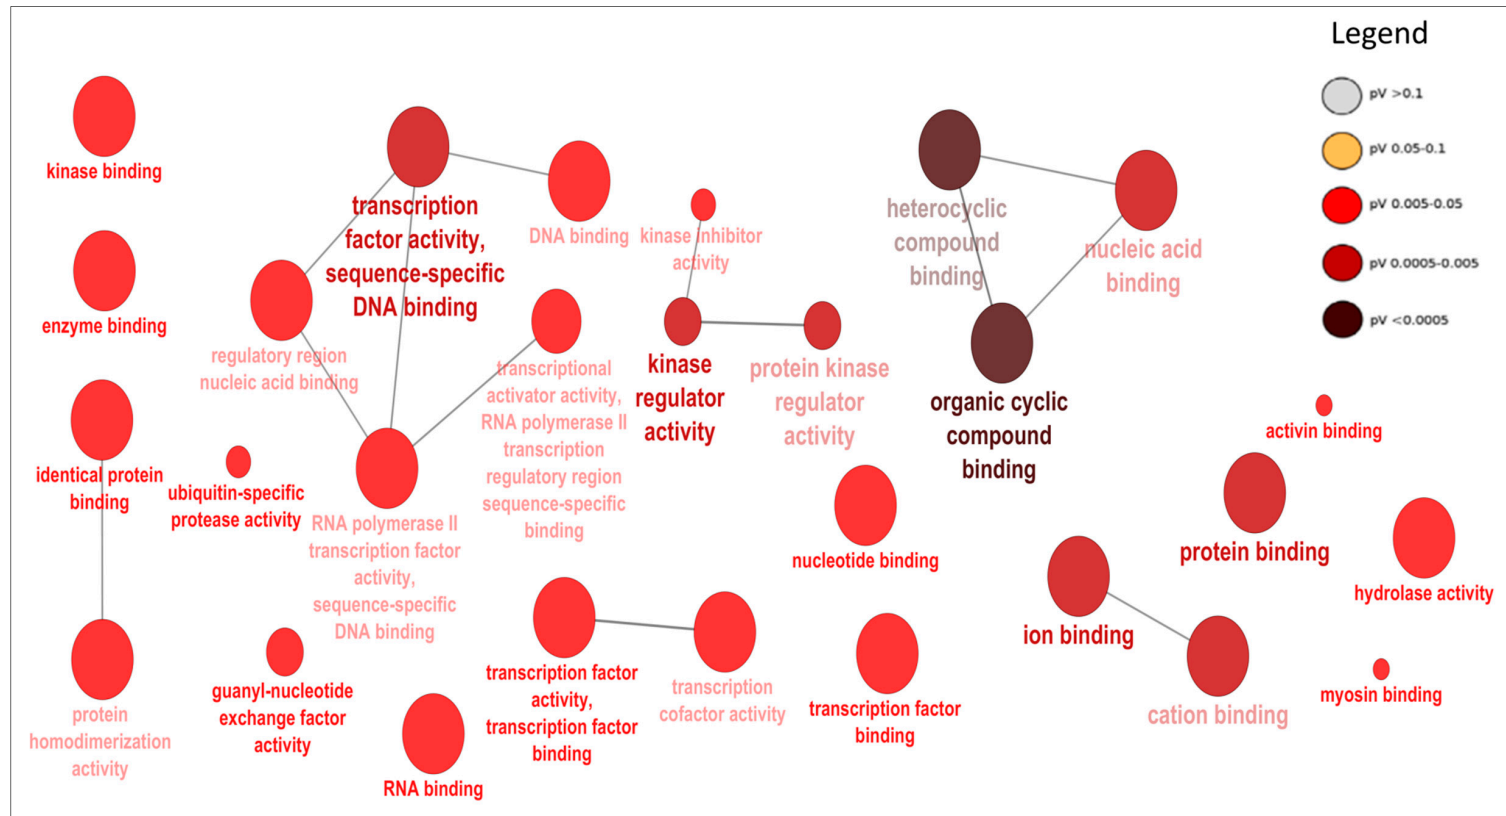 Legend
pV >0.1
pV 0.05-0.1
pV 0.005-0.05
pV 0.0005-0.005
pV <0.0005
kinase binding
enzyme binding
identical protein
binding
protein
homodimerization
activity
ubiquitin-specific
protease activity
guanyl-nucleotide
exchange factor
activity
transcription
factor activity,
sequence-specific
DNA binding
DNA binding
regulatory region
nucleic acid binding
RNA polymerase II
transcription factor
activity,
sequence-specific
DNA binding
transcriptional
activator activity,
RNA polymerase II
transcription
regulatory region
sequence-specific
binding
RNA binding
transcription factor
activity,
transcription factor
binding
transcription
cofactor activity
kinase inhibitor
activity
kinase
regulator
activity
protein kinase
regulator
activity
nucleotide binding
transcription factor
binding
heterocyclic
compound
binding
nucleic acid
binding
organic cyclic
compound
binding
activin binding
protein binding
hydrolase activity
ion binding
cation binding
myosin binding